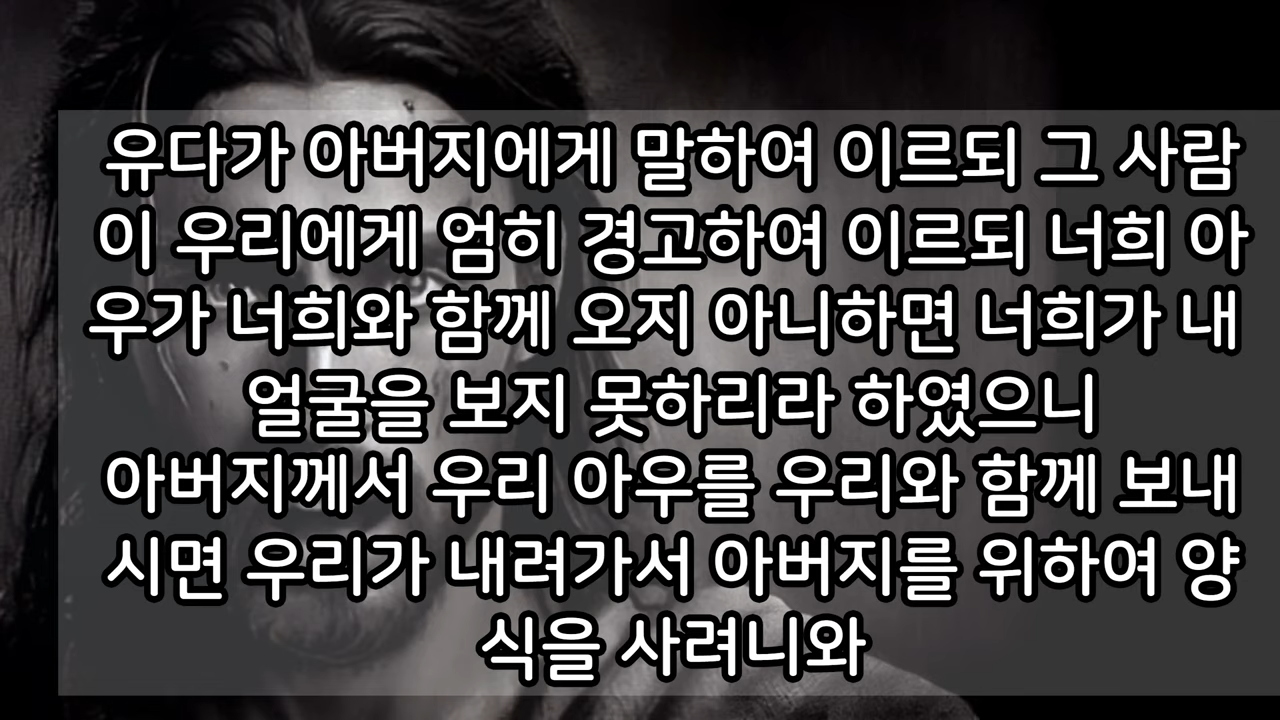 유다가 아버지에게 말하여 이르되 그 사람
이 우리에게 엄히 경고하여 이르되 너희 아
우가 너희와 함께 오지 아니하면 너희가 내
얼굴을 보지 못하리라 하였으니
아버지께서 우리 아우를 우리와 함께 보내
시면 우리가 내려가서 아버지를 위하여 양
식을 사려니와